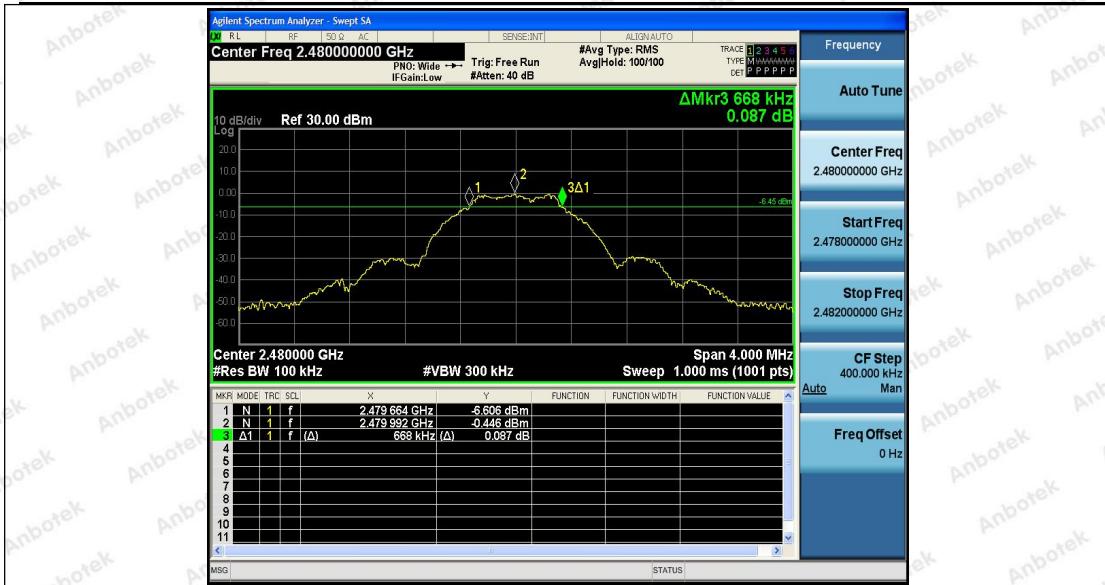 Agilent Spectrum Analyzer - Swept SA
RL RF 50 Ω AC SENSE:INT ALIGN AUTO
Center Freq 2.480000000 GHz
PNO: Wide
IFGain:Low
Trig: Free Run
#Atten: 40 dB
#Avg Type: RMS
Avg|Hold: 100/100
TRACE 1 2 3 4 5 6
TYPE M
DET P P P P P P
ΔMkr3 668 kHz
0.087 dB
10 dB/div Ref 30.00 dBm
Log
20.0
10.0
0.00
-10.0
-20.0
-30.0
-40.0
-50.0
-60.0
1
2
3Δ1
-6.45 dBm
Center 2.480000 GHz Span 4.000 MHz
#Res BW 100 kHz #VBW 300 kHz Sweep 1.000 ms (1001 pts)
MKR MODE TRC SCL X Y FUNCTION FUNCTION WIDTH FUNCTION VALUE
1 N 1 f 2.479 664 GHz -6.606 dBm
2 N 1 f 2.479 992 GHz -0.446 dBm
3 Δ1 1 f (Δ) 668 kHz (Δ) 0.087 dB
4
5
6
7
8
9
10
11
MSG STATUS
Frequency
Auto Tune
Center Freq
2.480000000 GHz
Start Freq
2.478000000 GHz
Stop Freq
2.482000000 GHz
CF Step
400.000 kHz
Auto Man
Freq Offset
0 Hz
Anbotek